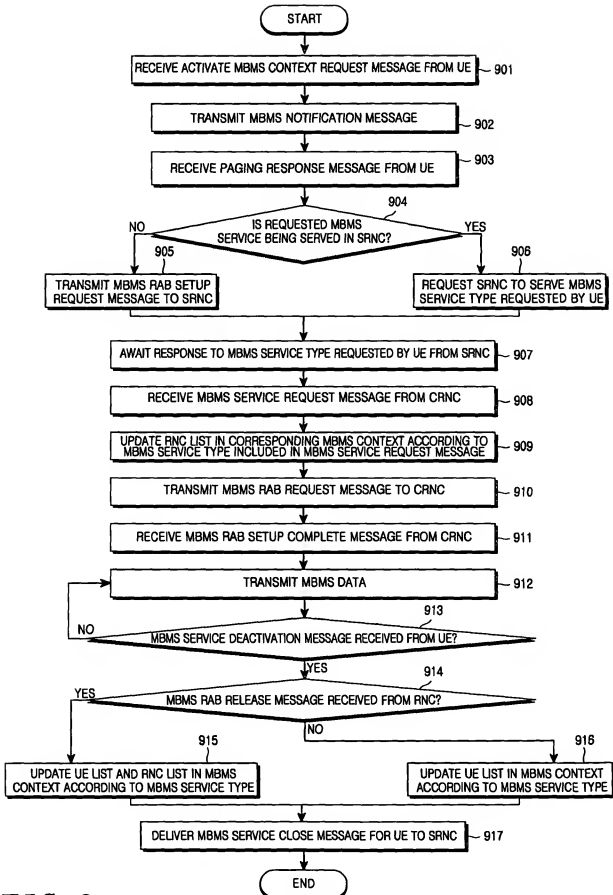 START
RECEIVE ACTIVATE MBMS CONTEXT REQUEST MESSAGE FROM UE
901
TRANSMIT MBMS NOTIFICATION MESSAGE
902
RECEIVE PAGING RESPONSE MESSAGE FROM UE
903
904
IS REQUESTED MBMS
SERVICE BEING SERVED IN SRNC?
NO
YES
905
906
TRANSMIT MBMS RAB SETUP
REQUEST MESSAGE TO SRNC
REQUEST SRNC TO SERVE MBMS
SERVICE TYPE REQUESTED BY UE
AWAIT RESPONSE TO MBMS SERVICE TYPE REQUESTED BY UE FROM SRNC
907
RECEIVE MBMS SERVICE REQUEST MESSAGE FROM CRNC
908
UPDATE RNC LIST IN CORRESPONDING MBMS CONTEXT ACCORDING TO
MBMS SERVICE TYPE INCLUDED IN MBMS SERVICE REQUEST MESSAGE
909
TRANSMIT MBMS RAB REQUEST MESSAGE TO CRNC
910
RECEIVE MBMS RAB SETUP COMPLETE MESSAGE FROM CRNC
911
TRANSMIT MBMS DATA
912
913
NO
MBMS SERVICE DEACTIVATION MESSAGE RECEIVED FROM UE?
YES
914
YES
MBMS RAB RELEASE MESSAGE RECEIVED FROM RNC?
NO
915
916
UPDATE UE LIST AND RNC LIST IN MBMS
CONTEXT ACCORDING TO MBMS SERVICE TYPE
UPDATE UE LIST IN MBMS CONTEXT
ACCORDING TO MBMS SERVICE TYPE
DELIVER MBMS SERVICE CLOSE MESSAGE FOR UE TO SRNC
917
END